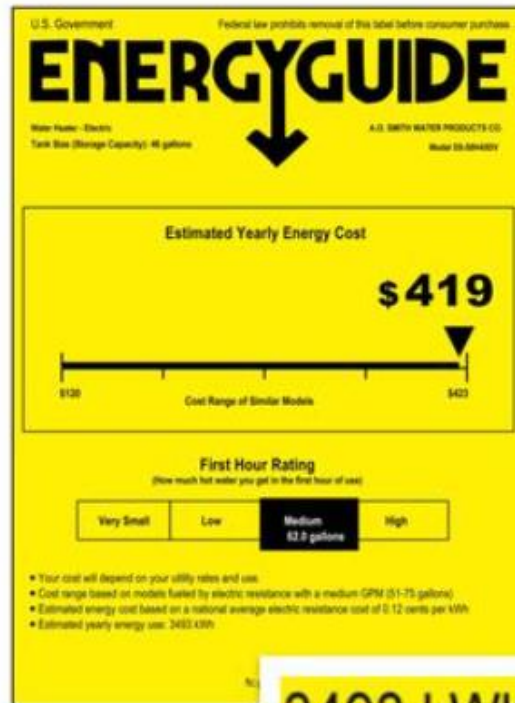 U.S. Government Federal law prohibits removal of this label before consumer purchase
ENERGYGUIDE
Water Heater - Electric A.O. SMITH WATER PRODUCTS CO.
Tank Size (Storage Capacity): 46 gallons Model
Estimated Yearly Energy Cost
$419
$120 $423
Cost Range of Similar Models
First Hour Rating
(How much hot water you get in the first hour of use)
Very Small Low Medium High
62.0 gallons
• Your cost will depend on your utility rates and use
• Cost range based on models fueled by electric resistance with a medium GPM (51-75 gallons)
• Estimated energy cost based on a national average electric resistance cost of 0.12 cents per kWh
• Estimated yearly energy use: 3493 kWh